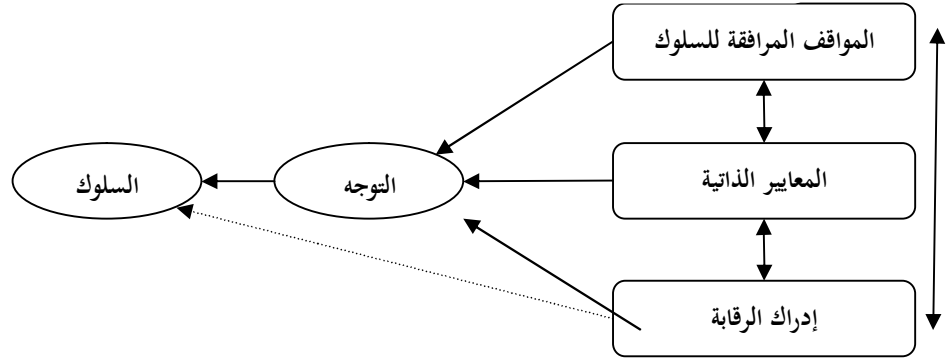 المواقف المرافقة للسلوك
المعايير الذاتية
التوجه
السلوك
إدراك الرقابة